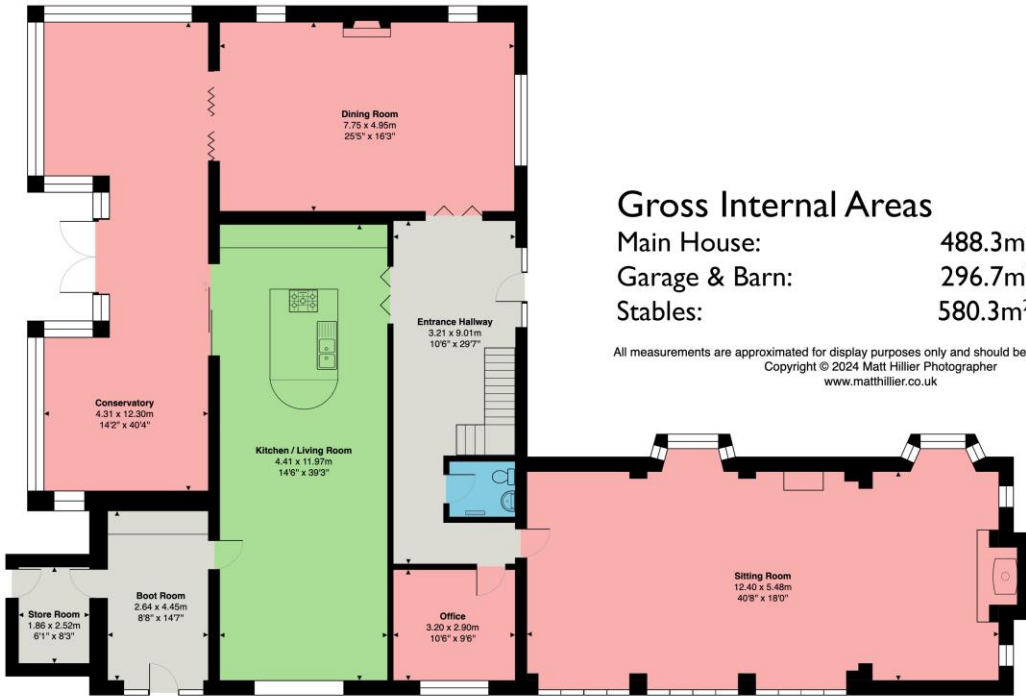 Dining Room
7.75 x 4.95m
25'5" x 16'3"
Gross Internal Areas
Main House: 488.3m
Garage & Barn: 296.7m
Stables: 580.3m²
All measurements are approximated for display purposes only and should be
Copyright © 2024 Matt Hillier Photographer
www.matthillier.co.uk
Entrance Hallway
3.21 x 9.01m
10'6" x 29'7"
Conservatory
4.31 x 12.30m
14'2" x 40'4"
Kitchen / Living Room
4.41 x 11.97m
14'6" x 39'3"
Boot Room
2.64 x 4.45m
8'8" x 14'7"
Store Room
1.86 x 2.52m
6'1" x 8'3"
Office
3.20 x 2.90m
10'6" x 9'6"
Sitting Room
12.40 x 5.48m
40'8" x 18'0"